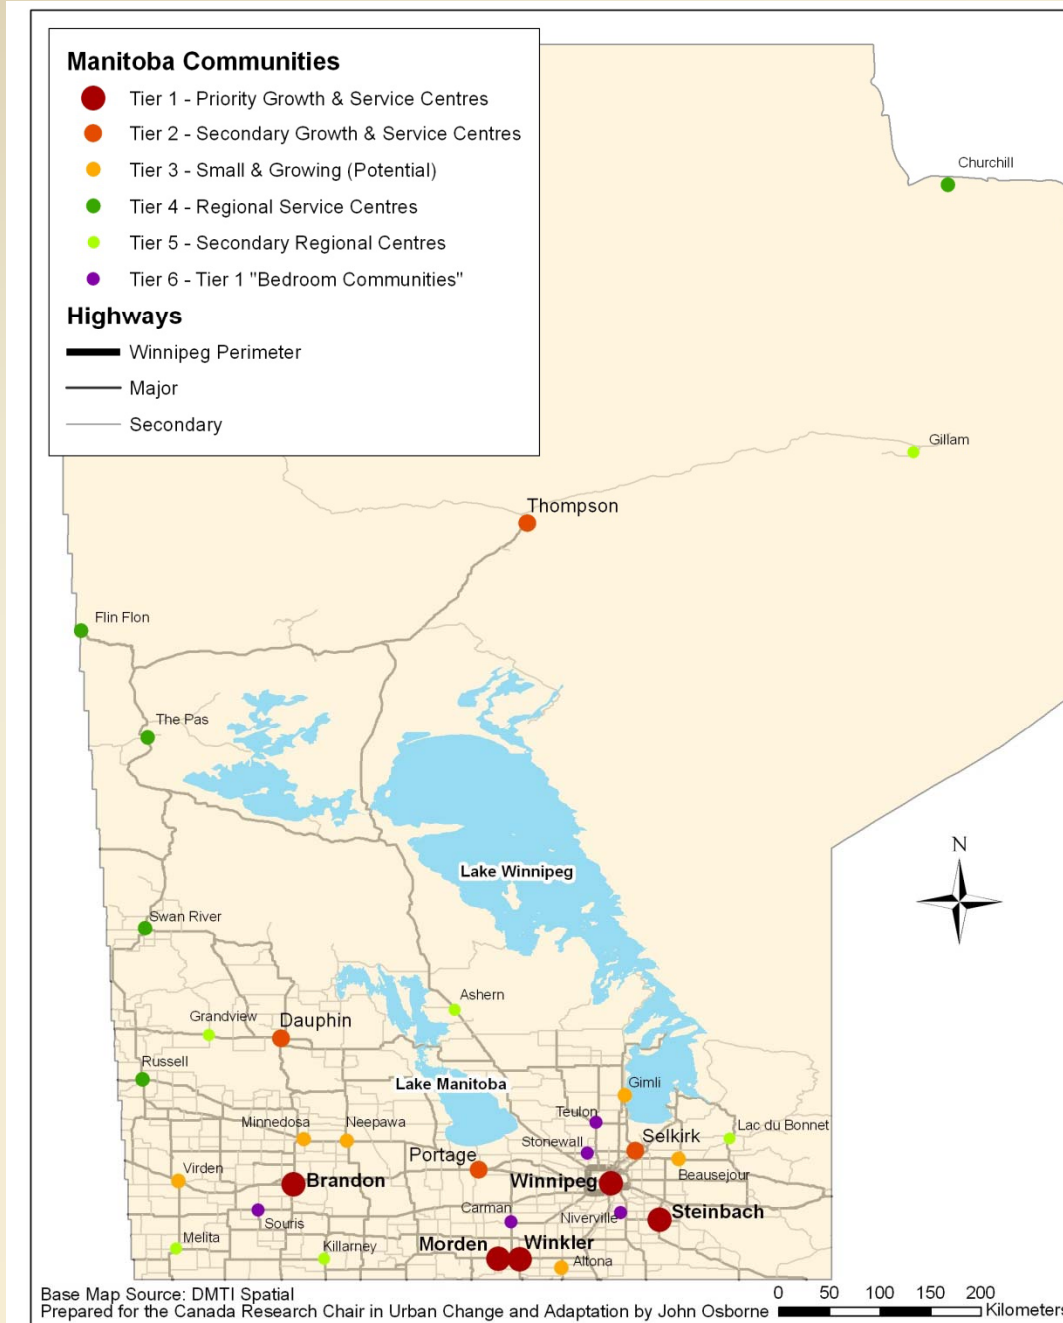 Manitoba Communities
Tier 1 - Priority Growth & Service Centres
Tier 2 - Secondary Growth & Service Centres
Tier 3 - Small & Growing (Potential)
Tier 4 - Regional Service Centres
Tier 5 - Secondary Regional Centres
Tier 6 - Tier 1 "Bedroom Communities"
Highways
Winnipeg Perimeter
Major
Secondary
Churchill
Gillam
Thompson
Flin Flon
The Pas
Lake Winnipeg
N
Swan River
Ashern
Grandview
Dauphin
Russell
Lake Manitoba
Gimli
Teulon
Minnedosa
Neepawa
Lac du Bonnet
Stonewall
Selkirk
Portage
Virden
Brandon
Winnipeg
Beausejour
Carman
Niverville
Steinbach
Souris
Melita
Killarney
Morden
Winkler
Altona
Base Map Source: DMTI Spatial
Prepared for the Canada Research Chair in Urban Change and Adaptation by John Osborne
0 50 100 150 200
Kilometers